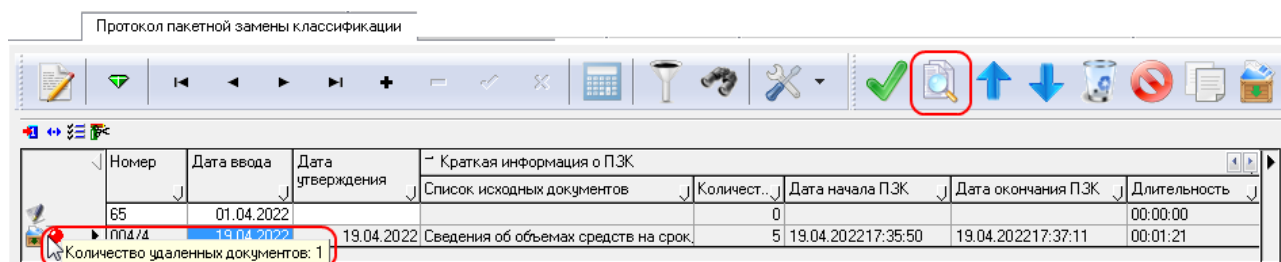 Протокол пакетной замены классификации
Номер Дата ввода Дата утверждения Краткая информация о ПЗК
Список исходных документов Количест... Дата начала ПЗК Дата окончания ПЗК Длительность
65 01.04.2022 0 00:00:00
004/4 19.04.2022 19.04.2022 Сведения об объемах средств на срок, 5 19.04.202217:35:50 19.04.202217:37:11 00:01:21
Количество удаленных документов: 1